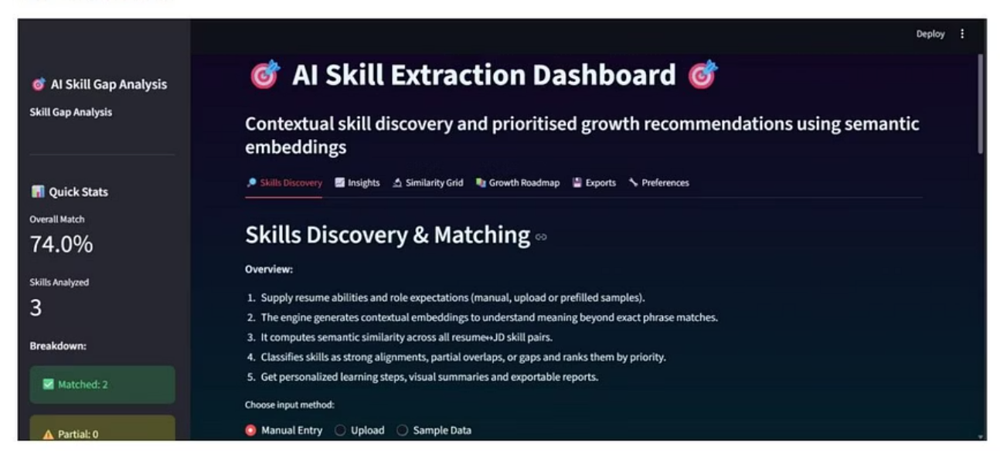 Deploy
AI Skill Gap Analysis
Skill Gap Analysis
Quick Stats
Overall Match
74.0%
Skills Analyzed
3
Breakdown:
Matched: 2
Partial: 0
AI Skill Extraction Dashboard
Contextual skill discovery and prioritised growth recommendations using semantic
embeddings
Skills Discovery Insights Similarity Grid Growth Roadmap Exports Preferences
Skills Discovery & Matching
Overview:
1. Supply resume abilities and role expectations (manual, upload or prefilled samples).
2. The engine generates contextual embeddings to understand meaning beyond exact phrase matches.
3. It computes semantic similarity across all resume↔JD skill pairs.
4. Classifies skills as strong alignments, partial overlaps, or gaps and ranks them by priority.
5. Get personalized learning steps, visual summaries and exportable reports.
Choose input method:
Manual Entry Upload Sample Data